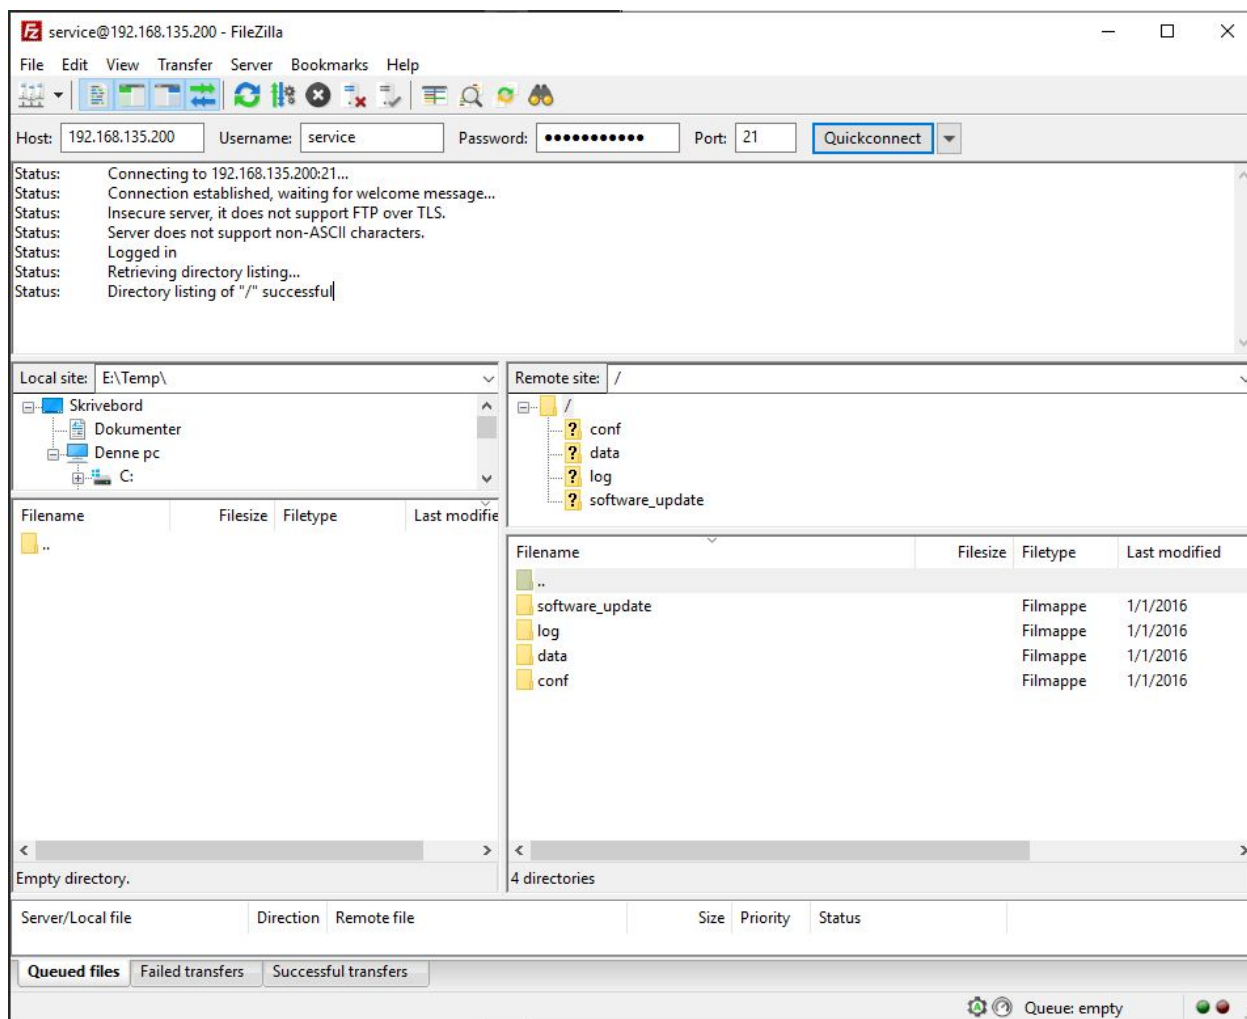 service@192.168.135.200 - FileZilla
File Edit View Transfer Server Bookmarks Help
Host: 192.168.135.200 Username: service Password: ●●●●●●●●●●● Port: 21 Quickconnect
Status: Connecting to 192.168.135.200:21...
Status: Connection established, waiting for welcome message...
Status: Insecure server, it does not support FTP over TLS.
Status: Server does not support non-ASCII characters.
Status: Logged in
Status: Retrieving directory listing...
Status: Directory listing of "/" successful
Local site: E:\Temp\
Skrivebord
Dokumenter
Denne pc
C:
Filename Filesize Filetype Last modifie
..
Empty directory.
Remote site: /
/
? conf
? data
? log
? software_update
Filename Filesize Filetype Last modified
..
software_update Filmappe 1/1/2016
log Filmappe 1/1/2016
data Filmappe 1/1/2016
conf Filmappe 1/1/2016
4 directories
Server/Local file Direction Remote file Size Priority Status
Queued files Failed transfers Successful transfers
Queue: empty